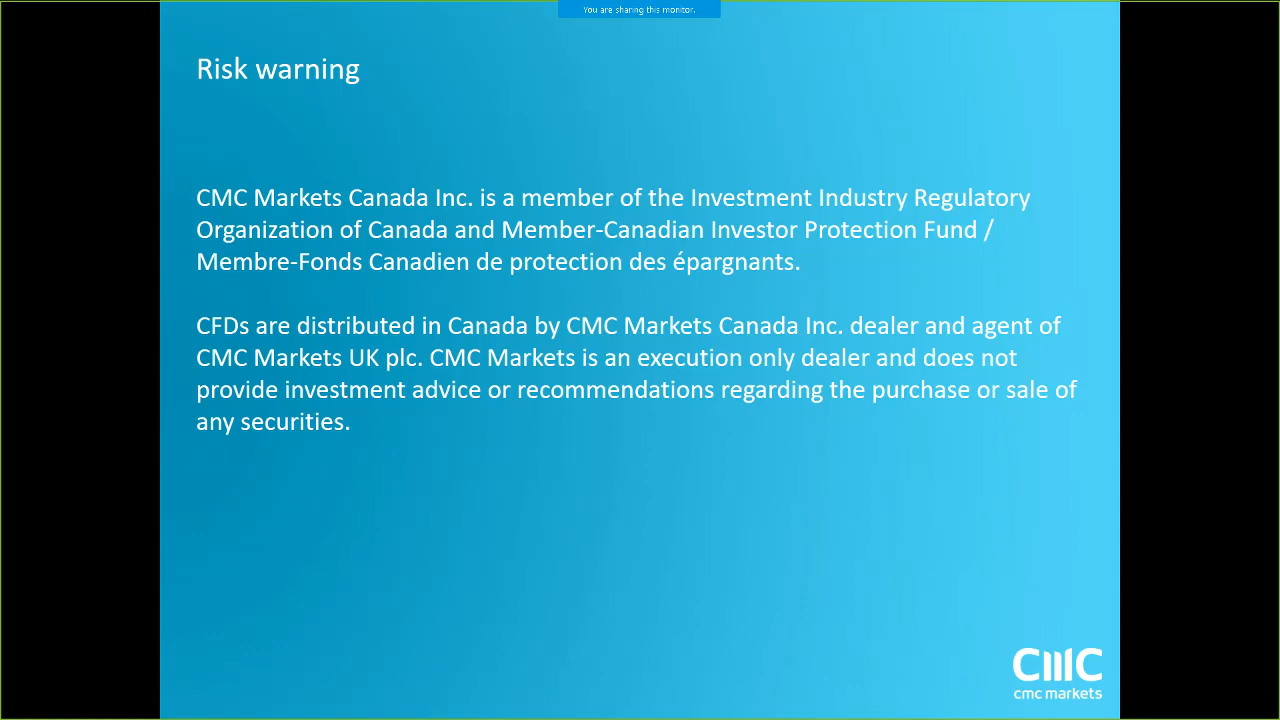 You are sharing this monitor.
Risk warning
CMC Markets Canada Inc. is a member of the Investment Industry Regulatory
Organization of Canada and Member-Canadian Investor Protection Fund /
Membre-Fonds Canadien de protection des épargnants.
CFDs are distributed in Canada by CMC Markets Canada Inc. dealer and agent of
CMC Markets UK plc. CMC Markets is an execution only dealer and does not
provide investment advice or recommendations regarding the purchase or sale of
any securities.
CMC
cmc markets